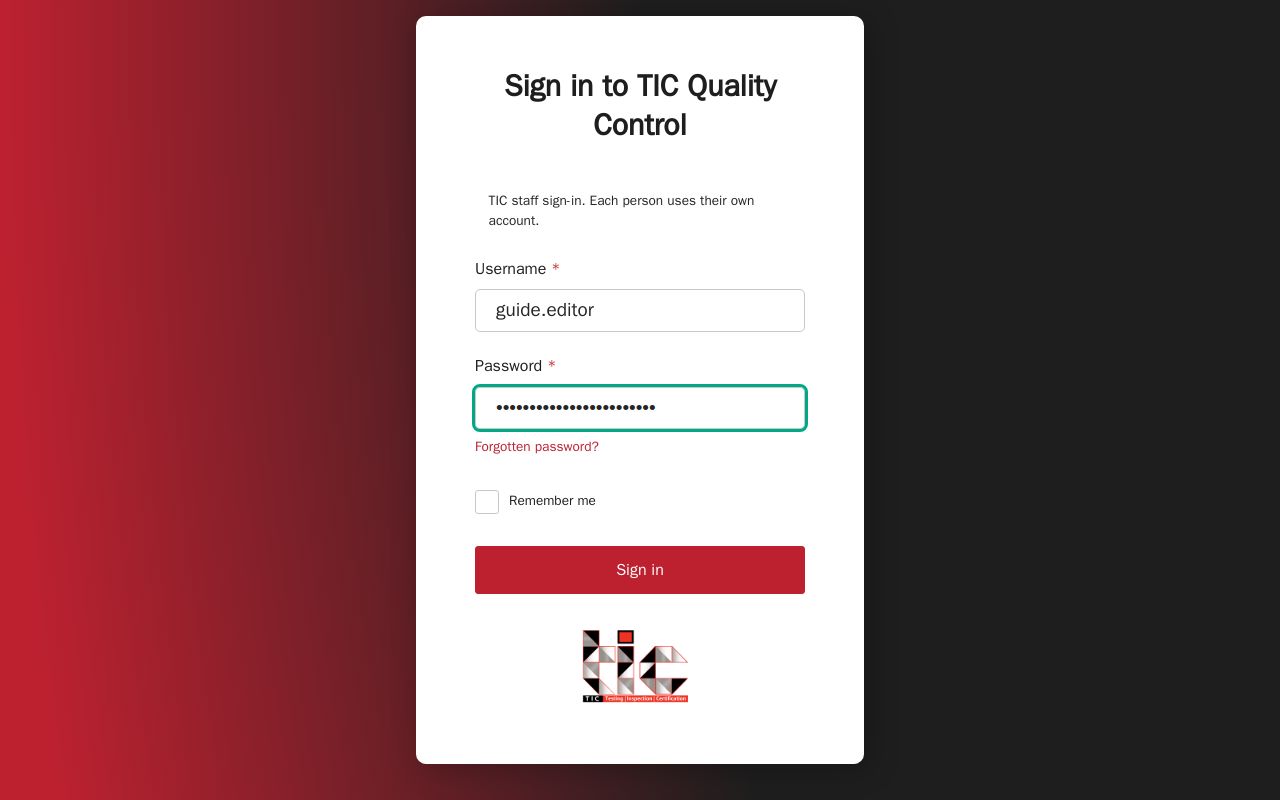 Sign in to TIC Quality
Control
TIC staff sign-in. Each person uses their own
account.
Username *
guide.editor
Password *
••••••••••••••••••••••••
Forgotten password?
Remember me
Sign in
TIC Testing | Inspection | Certification